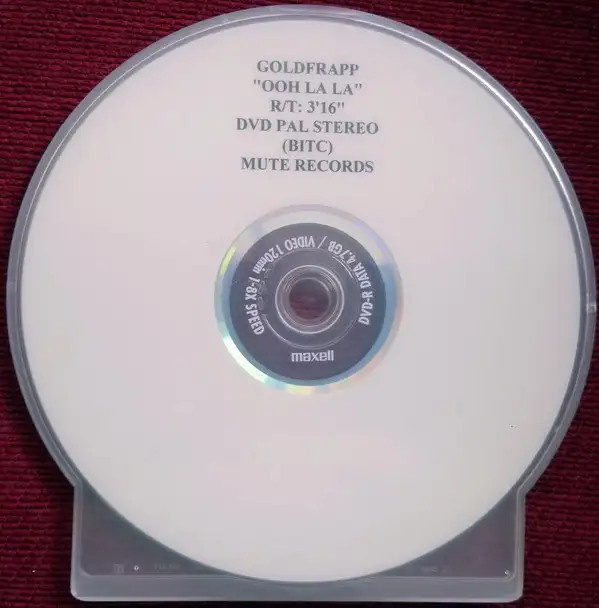 GOLDFRAPP
"OOH LA LA"
R/T: 3'16"
DVD PAL STEREO
(BITC)
MUTE RECORDS
DVD-R DATA 4.7GB / VIDEO 120min 1-8X SPEED
maxell